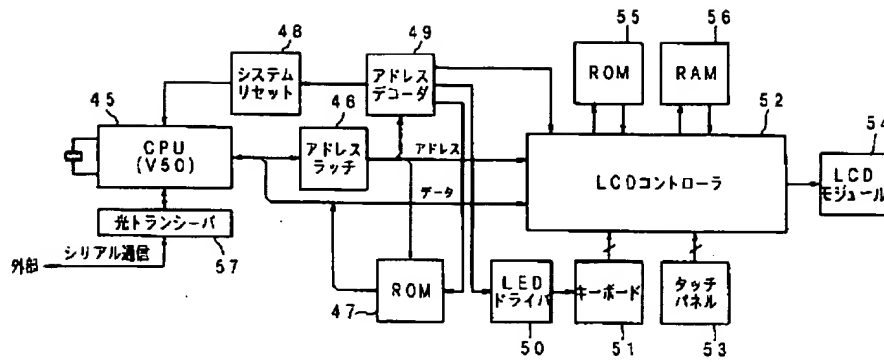 48
システム
リセット
49
アドレス
デコーダ
55
ROM
56
RAM
45
CPU
(V50)
46
アドレス
ラッチ
アドレス
データ
52
LCDコントローラ
54
LCD
モジュール
光トランシーバ
57
シリアル通信
外部
47
ROM
LED
ドライバ
50
キーボード
51
タッチ
パネル
53